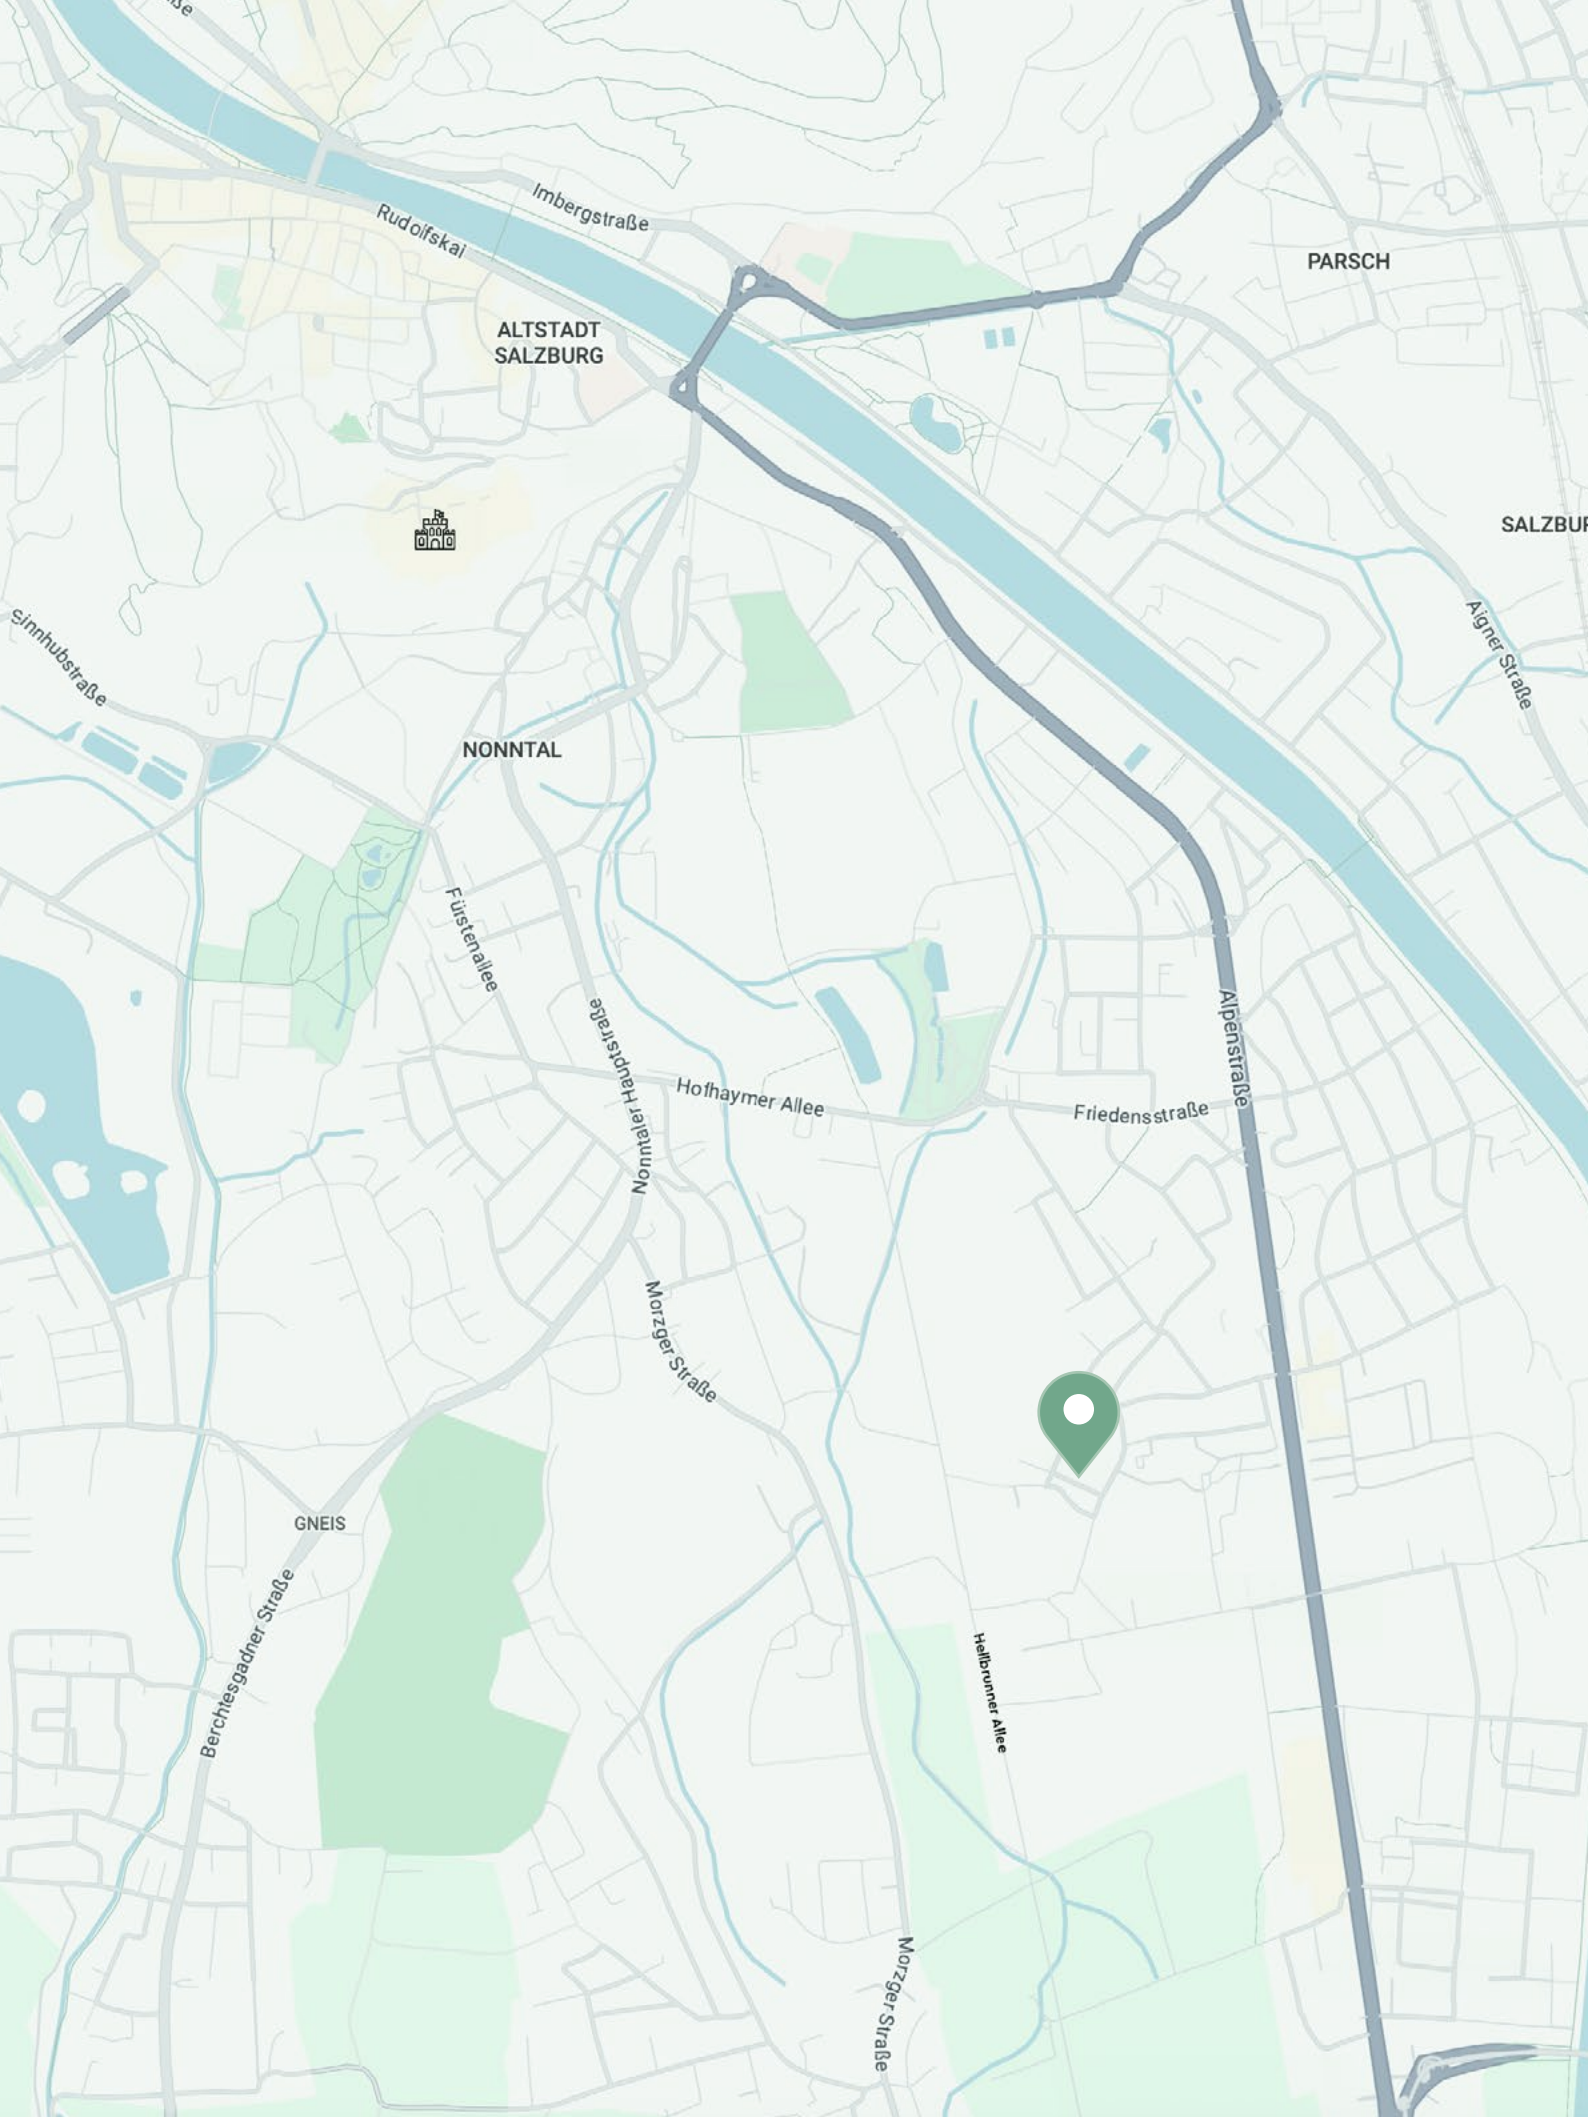 Imbergstraße
Rudolfskai
PARSCH
ALTSTADT
SALZBURG
Sinnhubstraße
Aigner Straße
NONNTAL
Fürstenallee
Nonntaler Hauptstraße
Hofhaymer Allee
Alpenstraße
Friedensstraße
Morzger Straße
GNEIS
Berchtesgadner Straße
Hellbrunner Allee
Morzger Straße